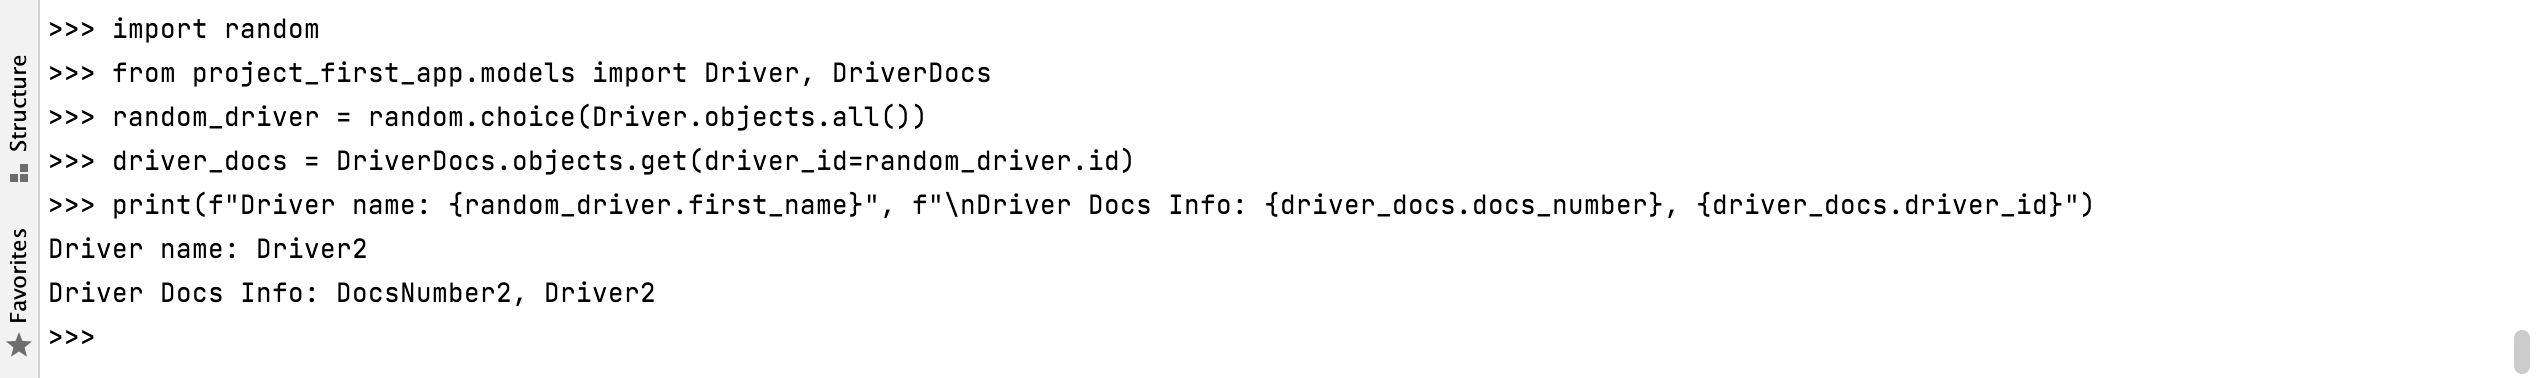 >>> import random
>>> from project_first_app.models import Driver, DriverDocs
>>> random_driver = random.choice(Driver.objects.all())
>>> driver_docs = DriverDocs.objects.get(driver_id=random_driver.id)
>>> print(f"Driver name: {random_driver.first_name}", f"\nDriver Docs Info: {driver_docs.docs_number}, {driver_docs.driver_id}")
Driver name: Driver2
Driver Docs Info: DocsNumber2, Driver2
>>>
Structure
Favorites